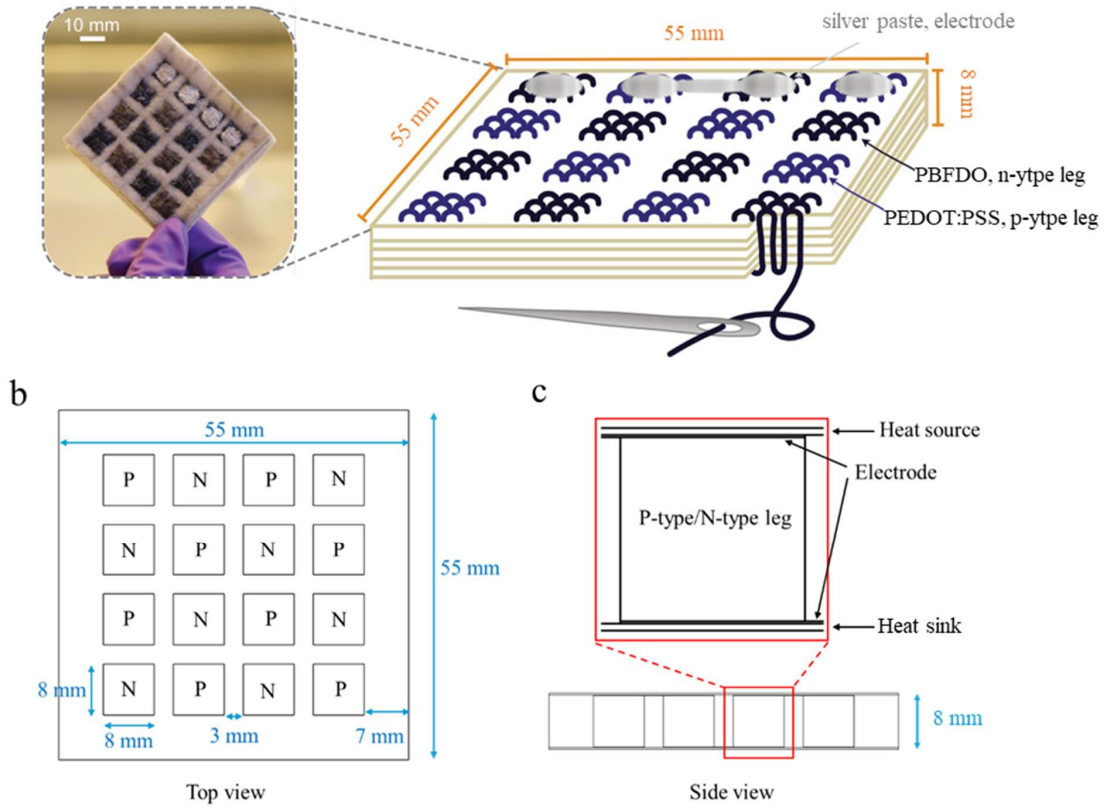 10 mm
silver paste, electrode
55 mm
55 mm
8 mm
PBFDO, n-ytpe leg
PEDOT:PSS, p-ytpe leg
b
55 mm
P N P N
N P N P
55 mm
P N P N
N P N P
8 mm
8 mm
3 mm
7 mm
Top view
c
Heat source
Electrode
P-type/N-type leg
Heat sink
8 mm
Side view